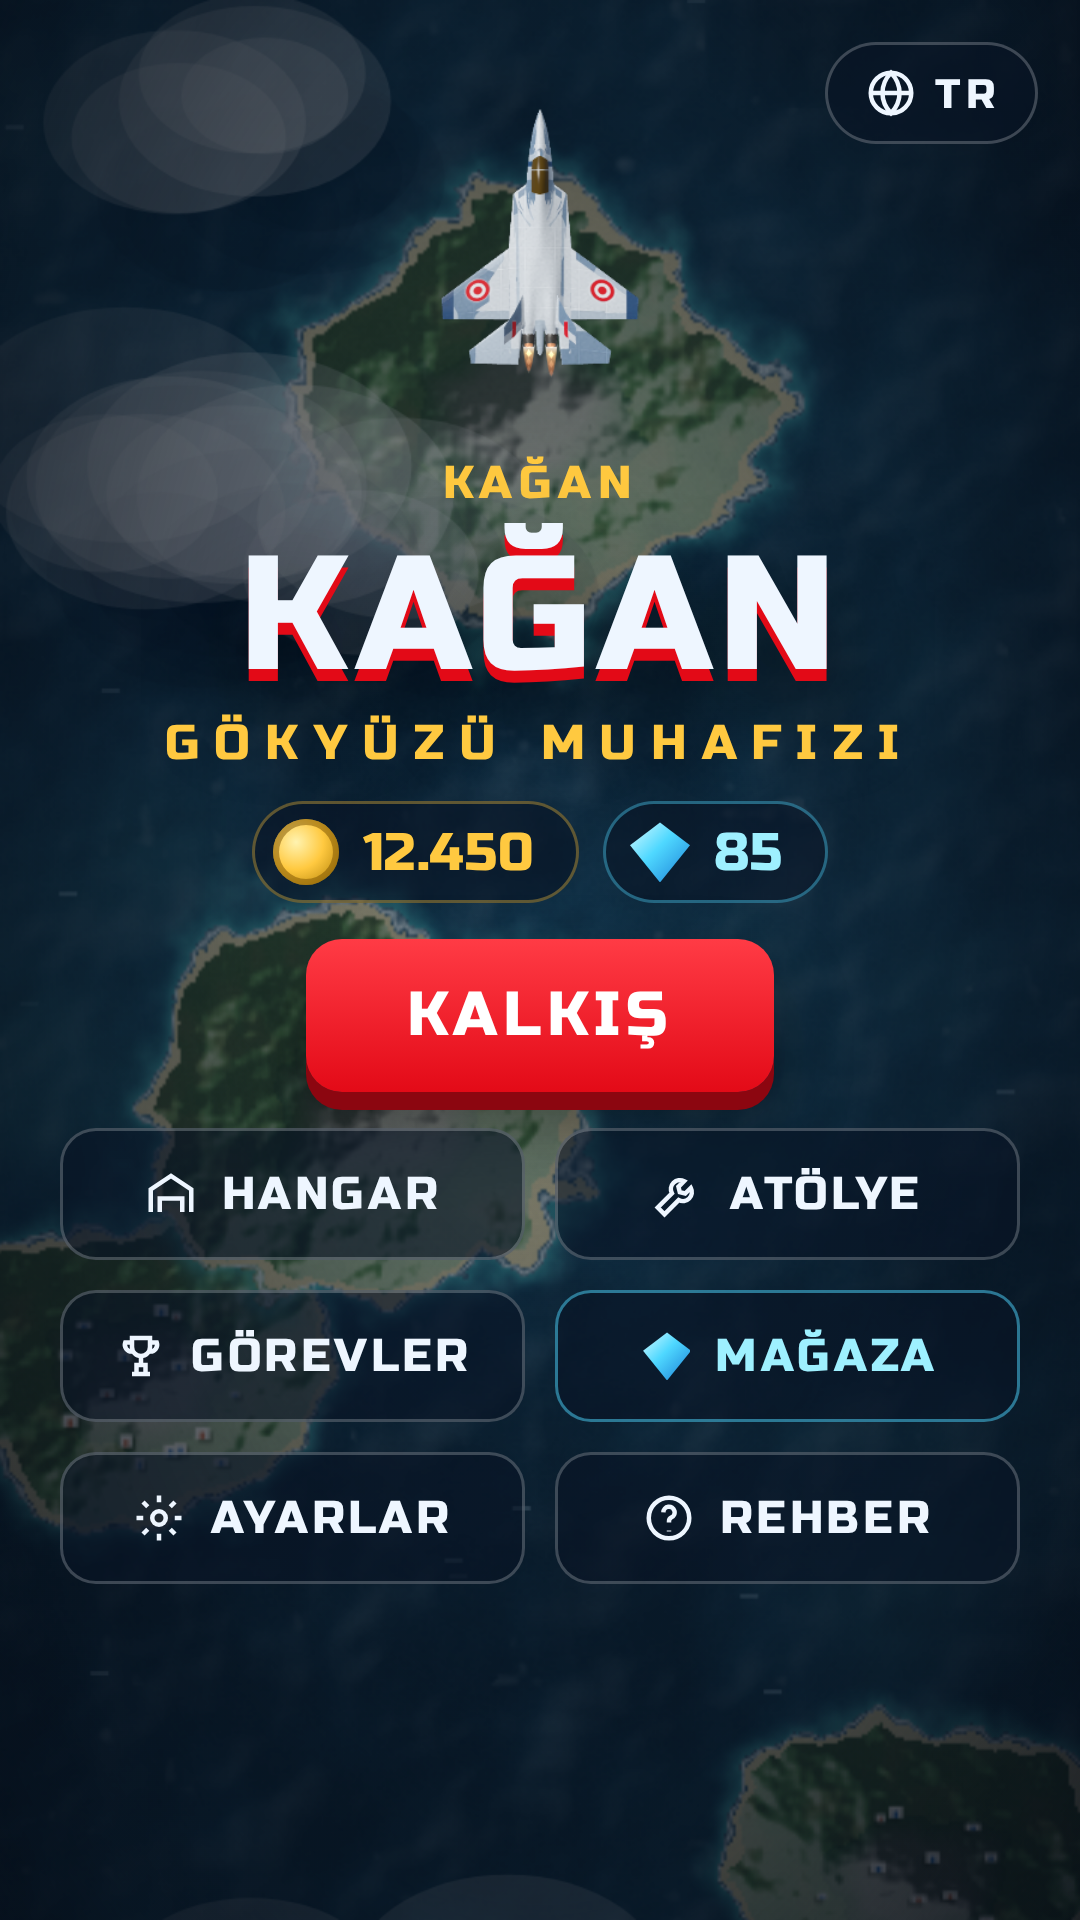 TR
KAĞAN
KAĞAN
GÖKYÜZÜ MUHAFIZI
12.450 85
KALKIŞ
HANGAR ATÖLYE
GÖREVLER MAĞAZA
AYARLAR REHBER